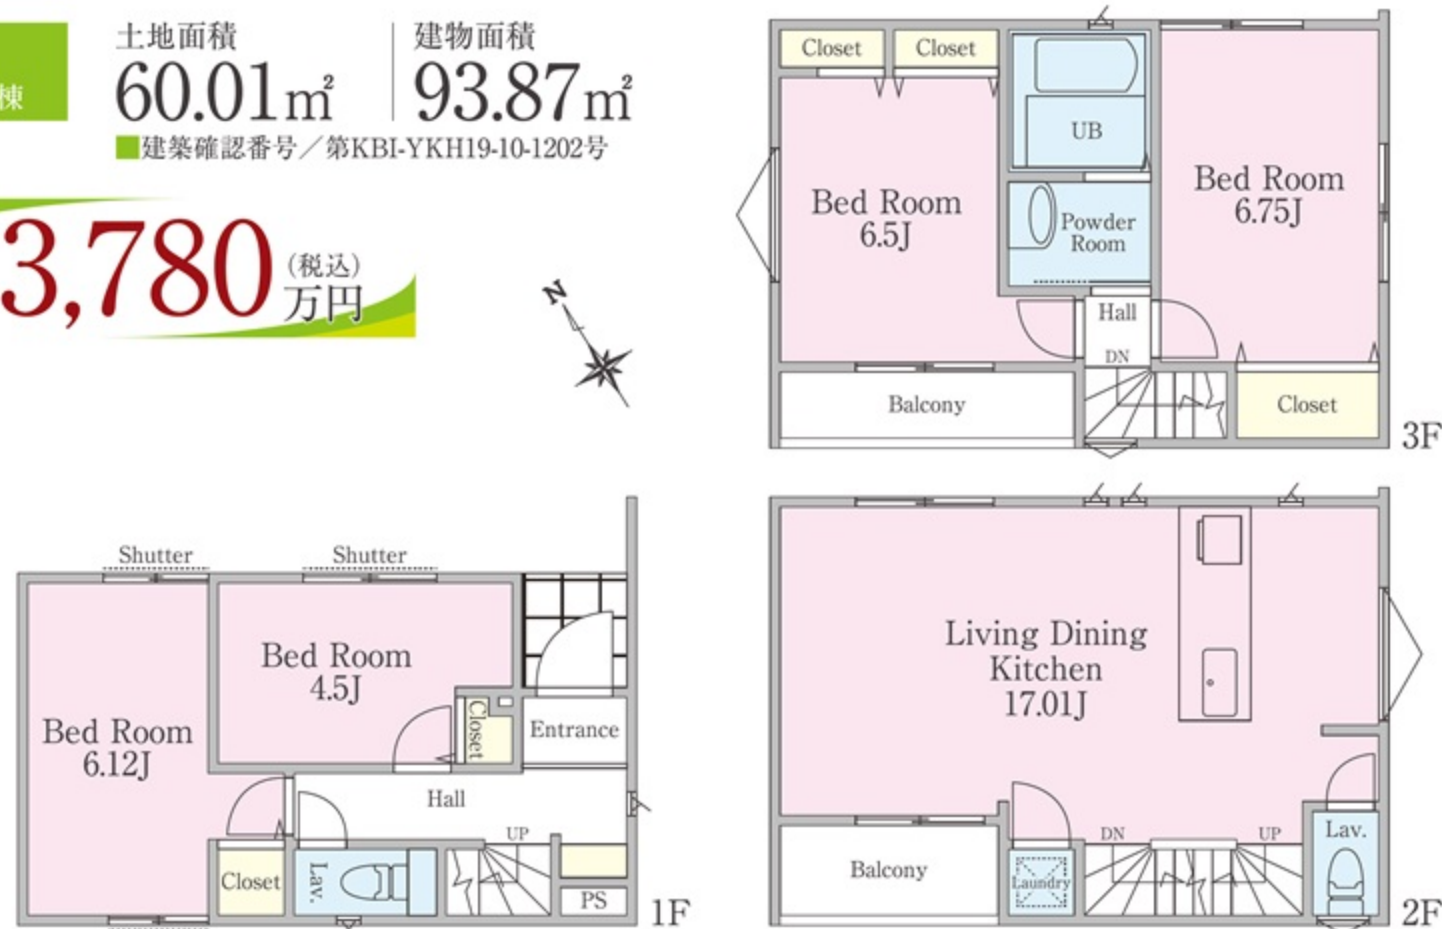 棟
土地面積
60.01㎡
建物面積
93.87㎡
■建築確認番号／第KBI-YKH19-10-1202号
3,780
(税込)
万円
N
Closet
Closet
UB
Bed Room
6.5J
Powder
Room
Bed Room
6.75J
Hall
DN
Balcony
Closet
3F
Shutter
Shutter
Bed Room
4.5J
Bed Room
6.12J
Closet
Entrance
Hall
UP
Closet
Lav.
PS
1F
Living Dining
Kitchen
17.01J
DN
UP
Lav.
Balcony
Laundry
2F